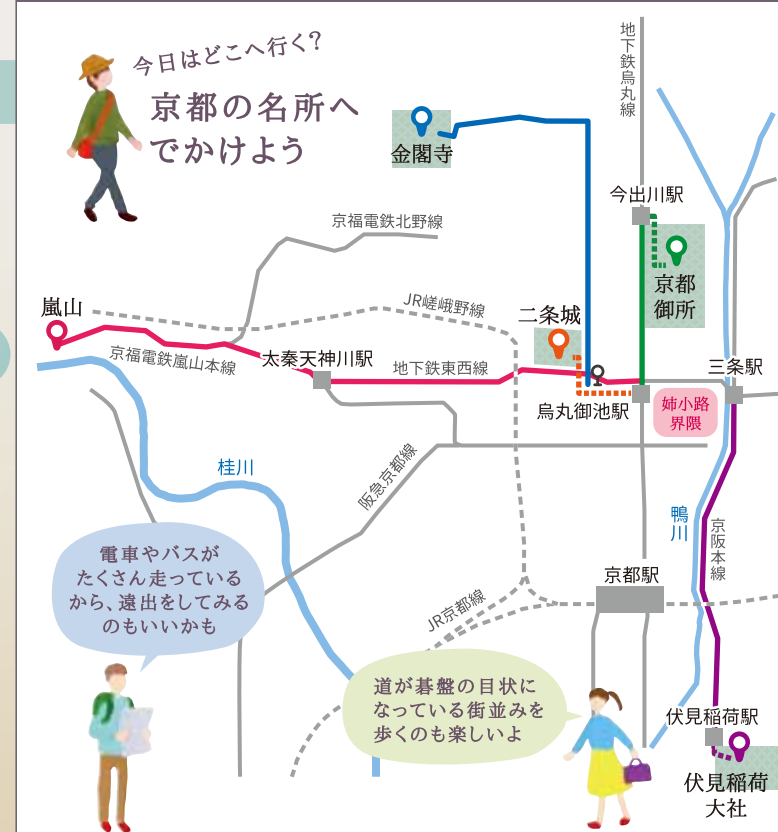 今日はどこへ行く?
京都の名所へ
でかけよう
地下鉄烏丸線
金閣寺
今出川駅
京都
御所
京福電鉄北野線
嵐山
JR嵯峨野線
二条城
京福電鉄嵐山本線
太秦天神川駅
地下鉄東西線
三条駅
烏丸御池駅
姉小路
界隈
桂川
阪急京都線
鴨川
京阪本線
電車やバスが
たくさん走っている
から、遠出をしてみる
のもいいかも
京都駅
JR京都線
道が碁盤の目状に
なっている街並みを
歩くのも楽しいよ
伏見稲荷駅
伏見稲荷
大社